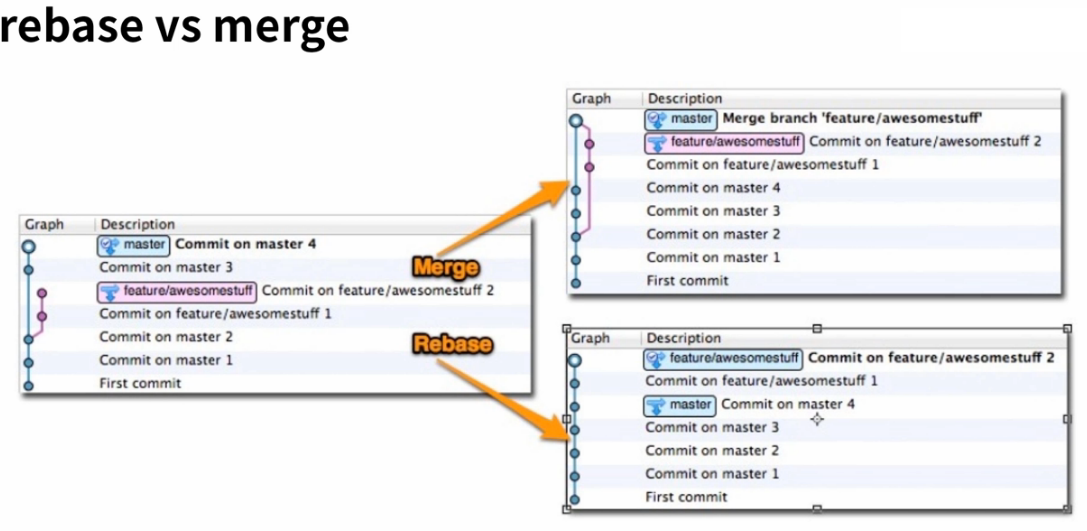 rebase vs merge
Graph Description
master Commit on master 4
Commit on master 3
feature/awesomestuff Commit on feature/awesomestuff 2
Commit on feature/awesomestuff 1
Commit on master 2
Commit on master 1
First commit
Merge
Rebase
Graph Description
master Merge branch 'feature/awesomestuff'
feature/awesomestuff Commit on feature/awesomestuff 2
Commit on feature/awesomestuff 1
Commit on master 4
Commit on master 3
Commit on master 2
Commit on master 1
First commit
Graph Description
feature/awesomestuff Commit on feature/awesomestuff 2
Commit on feature/awesomestuff 1
master Commit on master 4
Commit on master 3
Commit on master 2
Commit on master 1
First commit